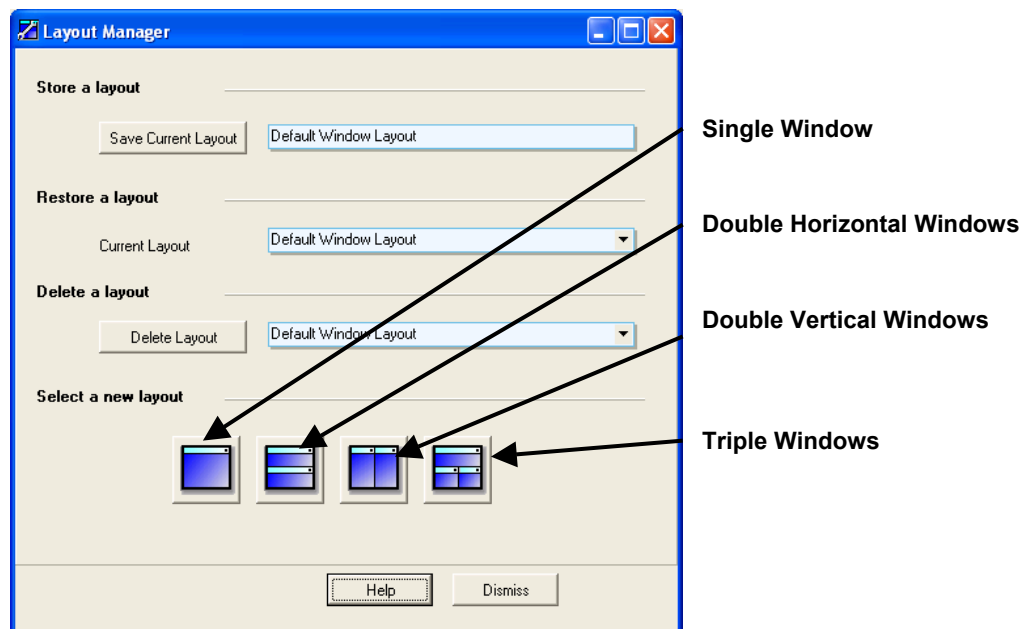 Layout Manager
Store a layout
Save Current Layout
Default Window Layout
Restore a layout
Current Layout
Default Window Layout
Delete a layout
Delete Layout
Default Window Layout
Select a new layout
Help
Dismiss
Single Window
Double Horizontal Windows
Double Vertical Windows
Triple Windows